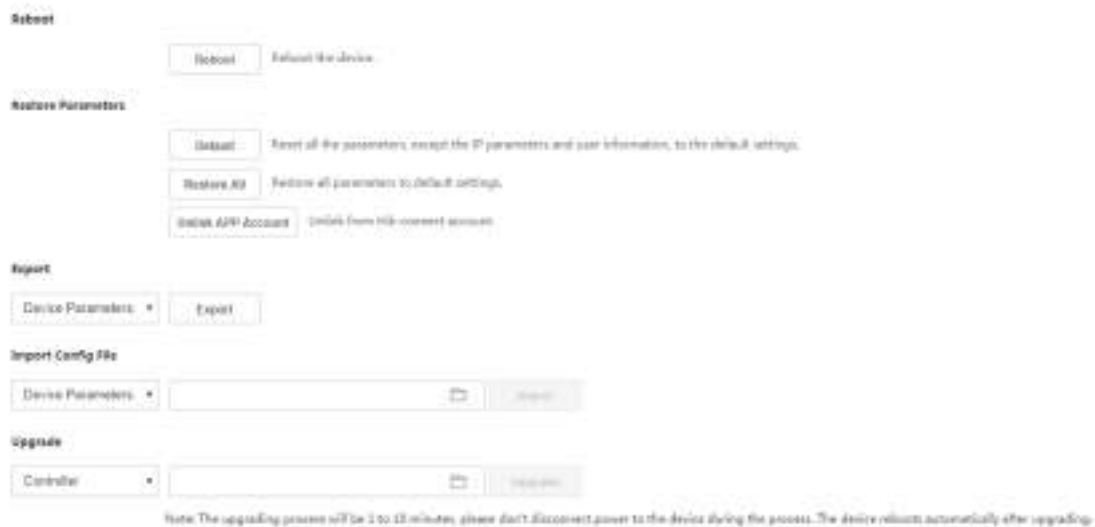 Reboot
Reboot Reboot the device.
Restore Parameters
Default Reset all the parameters, except the IP parameters and user information, to the default settings.
Restore All Restore all parameters to default settings.
Unlink APP Account Unlink from Hik-connect account
Export
Device Parameters Export
Import Config File
Device Parameters Import
Upgrade
Controller Upgrade
Note: The upgrading process will be 1 to 10 minutes, please don't disconnect power to the device during the process. The device reboots automatically after upgrading.